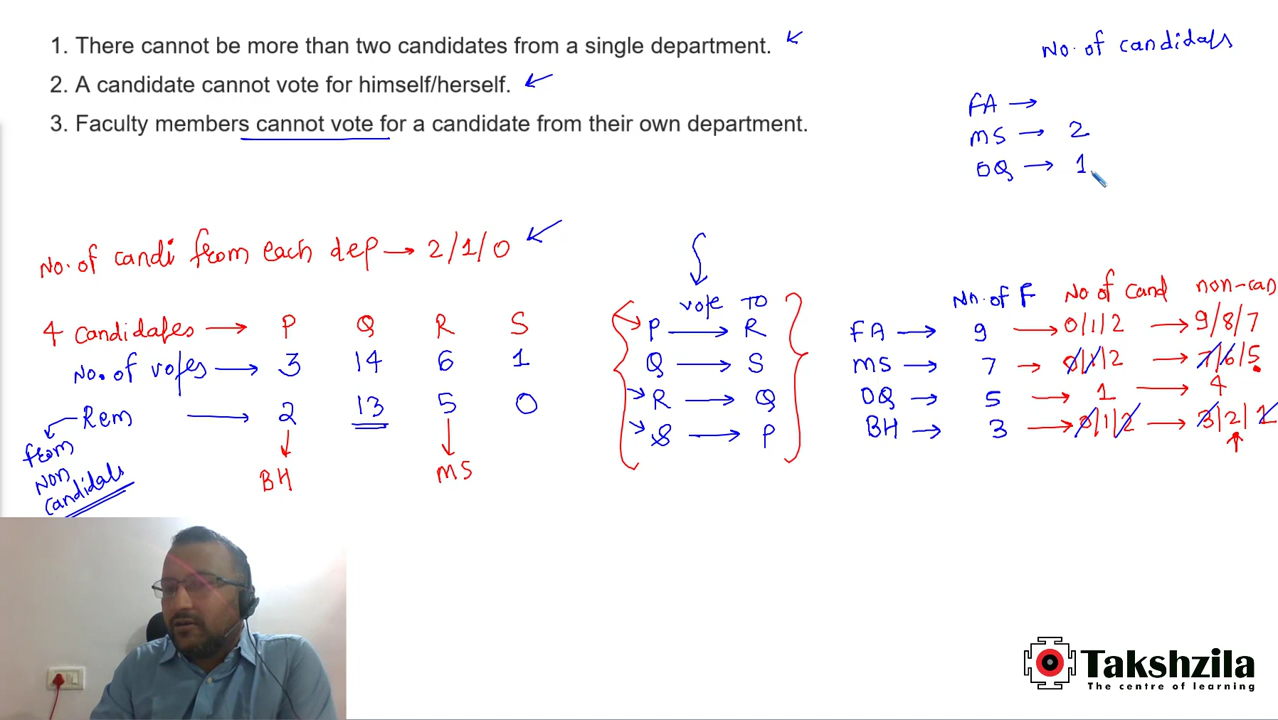 1. There cannot be more than two candidates from a single department.
2. A candidate cannot vote for himself/herself.
3. Faculty members cannot vote for a candidate from their own department.
No. of candidats
FA →
MS → 2
OQ → 1
No. of candi from each dep → 2/1/0
4 candidates → P Q R S
No. of votes → 3 14 6 1
Rem → 2 13 5 0
from
Non
candidats
BH MS
vote TO
P → R
Q → S
R → Q
S → P
No. of F No of Cand non-can
FA → 9 → 0/1/2 → 9/8/7
MS → 7 → 0/1/2 → 7/6/5
OQ → 5 → 1 → 4
BH → 3 → 0/1/2 → 3/2/1
Takshzila
The centre of learning